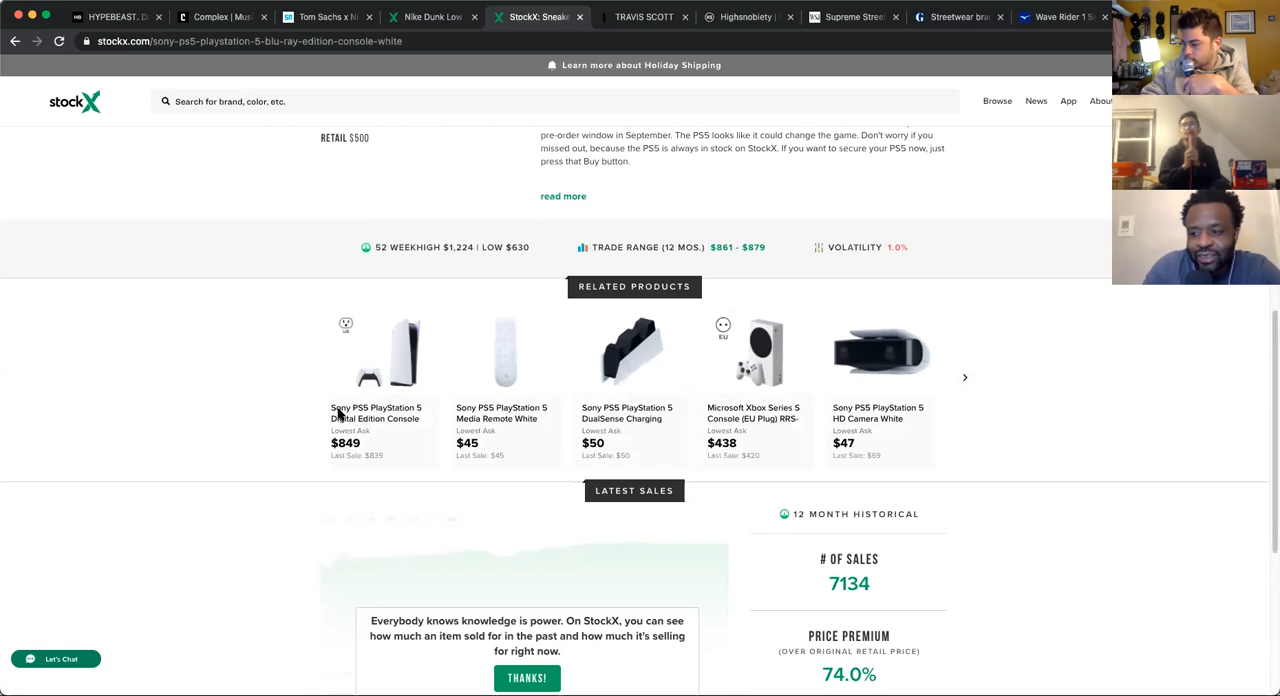 HYPEBEAST. D
Complex | Musi
Tom Sachs x Ni
Nike Dunk Low
StockX: Sneake
TRAVIS SCOTT
Highsnobiety |
Supreme Stree
Streetwear bran
Wave Rider 1 S
stockx.com/sony-ps5-playstation-5-blu-ray-edition-console-white
Learn more about Holiday Shipping
stockX
Search for brand, color, etc.
Browse
News
App
About
RETAIL $500
pre-order window in September. The PS5 looks like it could change the game. Don't worry if you
missed out, because the PS5 is always in stock on StockX. If you want to secure your PS5 now, just
press that Buy button.
read more
52 WEEKHIGH $1,224 | LOW $630
TRADE RANGE (12 MOS.) $861 - $879
VOLATILITY 1.0%
RELATED PRODUCTS
US
EU
Sony PS5 PlayStation 5
Digital Edition Console
Lowest Ask
$849
Last Sale: $839
Sony PS5 PlayStation 5
Media Remote White
Lowest Ask
$45
Last Sale: $45
Sony PS5 PlayStation 5
DualSense Charging
Lowest Ask
$50
Last Sale: $50
Microsoft Xbox Series S
Console (EU Plug) RRS-
Lowest Ask
$438
Last Sale: $420
Sony PS5 PlayStation 5
HD Camera White
Lowest Ask
$47
Last Sale: $69
LATEST SALES
12 MONTH HISTORICAL
# OF SALES
7134
PRICE PREMIUM
(OVER ORIGINAL RETAIL PRICE)
74.0%
Everybody knows knowledge is power. On StockX, you can see
how much an item sold for in the past and how much it's selling
for right now.
THANKS!
Let's Chat